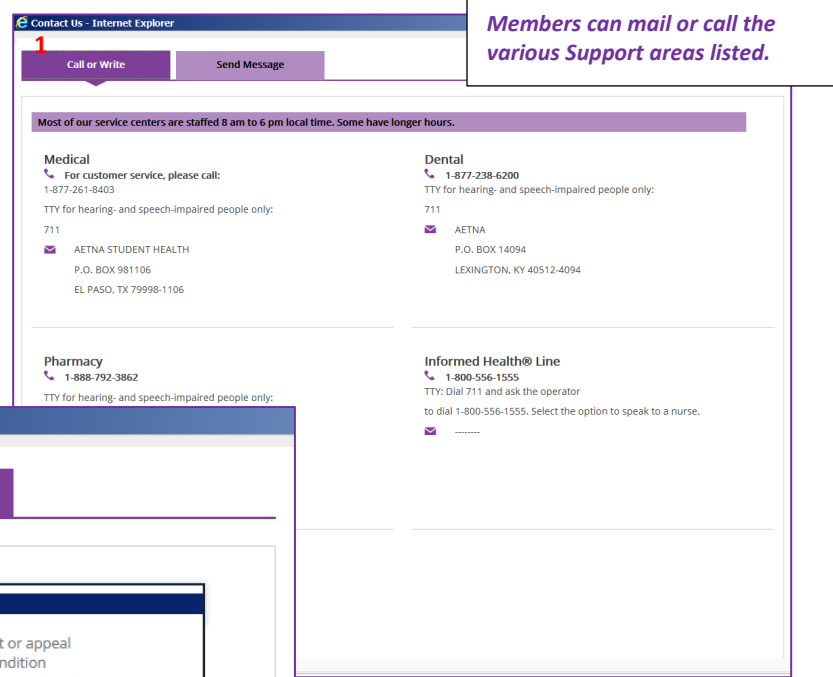 Contact Us - Internet Explorer
Members can mail or call the
various Support areas listed.
1
Call or Write
Send Message
Most of our service centers are staffed 8 am to 6 pm local time. Some have longer hours.
Medical
For customer service, please call:
1-877-261-8403
TTY for hearing- and speech-impaired people only:
711
AETNA STUDENT HEALTH
P.O. BOX 981106
EL PASO, TX 79998-1106
Dental
1-877-238-6200
TTY for hearing- and speech-impaired people only:
711
AETNA
P.O. BOX 14094
LEXINGTON, KY 40512-4094
Pharmacy
1-888-792-3862
TTY for hearing- and speech-impaired people only:
Informed Health® Line
1-800-556-1555
TTY: Dial 711 and ask the operator
to dial 1-800-556-1555. Select the option to speak to a nurse.
--------
or appeal